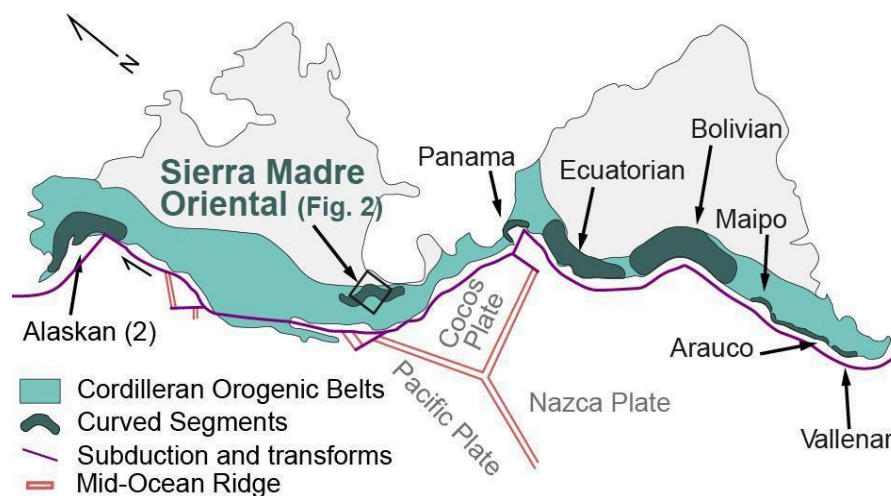 N
Sierra Madre
Oriental (Fig. 2)
Panama
Ecuatorian
Bolivian
Maipo
Alaskan (2)
Cocos
Plate
Pacific Plate
Nazca Plate
Arauco
Vallenar
Cordilleran Orogenic Belts
Curved Segments
Subduction and transforms
Mid-Ocean Ridge